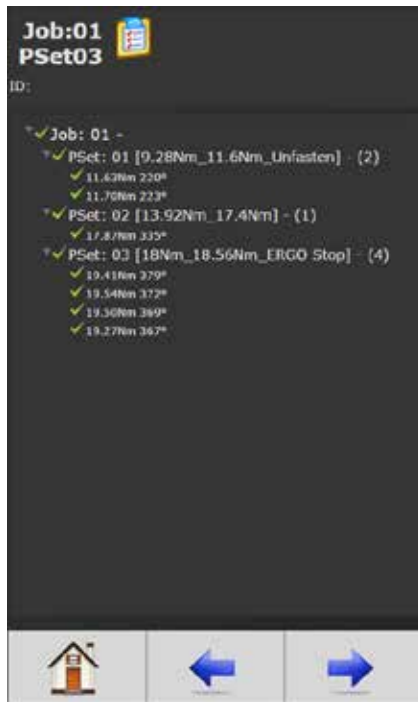 Job:01
PSet03
ID:
Job: 01 -
PSet: 01 [9.28Nm_11.6Nm_Unfasten] - (2)
11.63Nm 220°
11.70Nm 223°
PSet: 02 [13.92Nm_17.4Nm] - (1)
17.87Nm 335°
PSet: 03 [18Nm_18.56Nm_ERGO Stop] - (4)
19.41Nm 379°
19.54Nm 372°
19.50Nm 369°
19.27Nm 367°